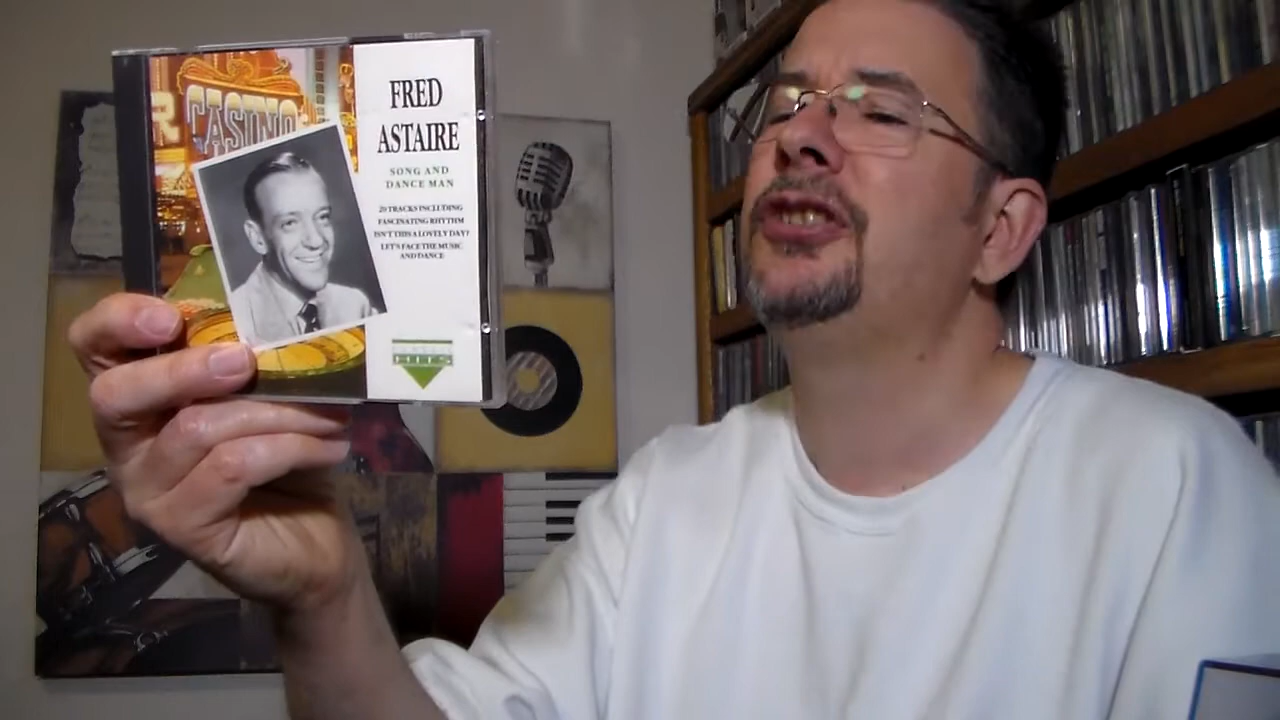 R
CASINO
FRED
ASTAIRE
SONG AND
DANCE MAN
20 TRACKS INCLUDING
FASCINATING RHYTHM
ISN'T THIS A LOVELY DAY?
LET'S FACE THE MUSIC
AND DANCE
HITS